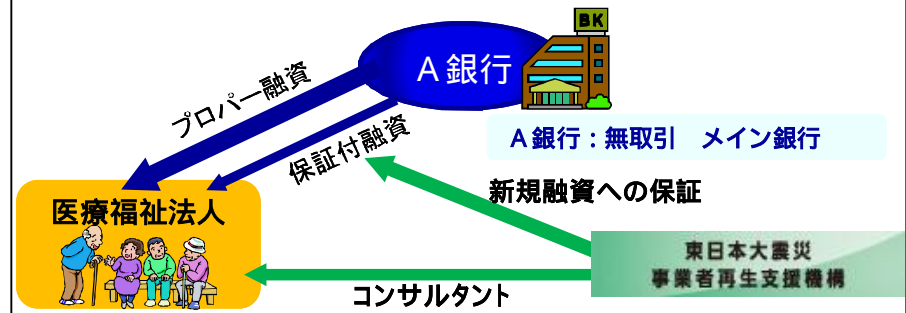 BK
A銀行
プロパー融資
保証付融資
A銀行：無取引　メイン銀行
新規融資への保証
医療福祉法人
東日本大震災
事業者再生支援機構
コンサルタント